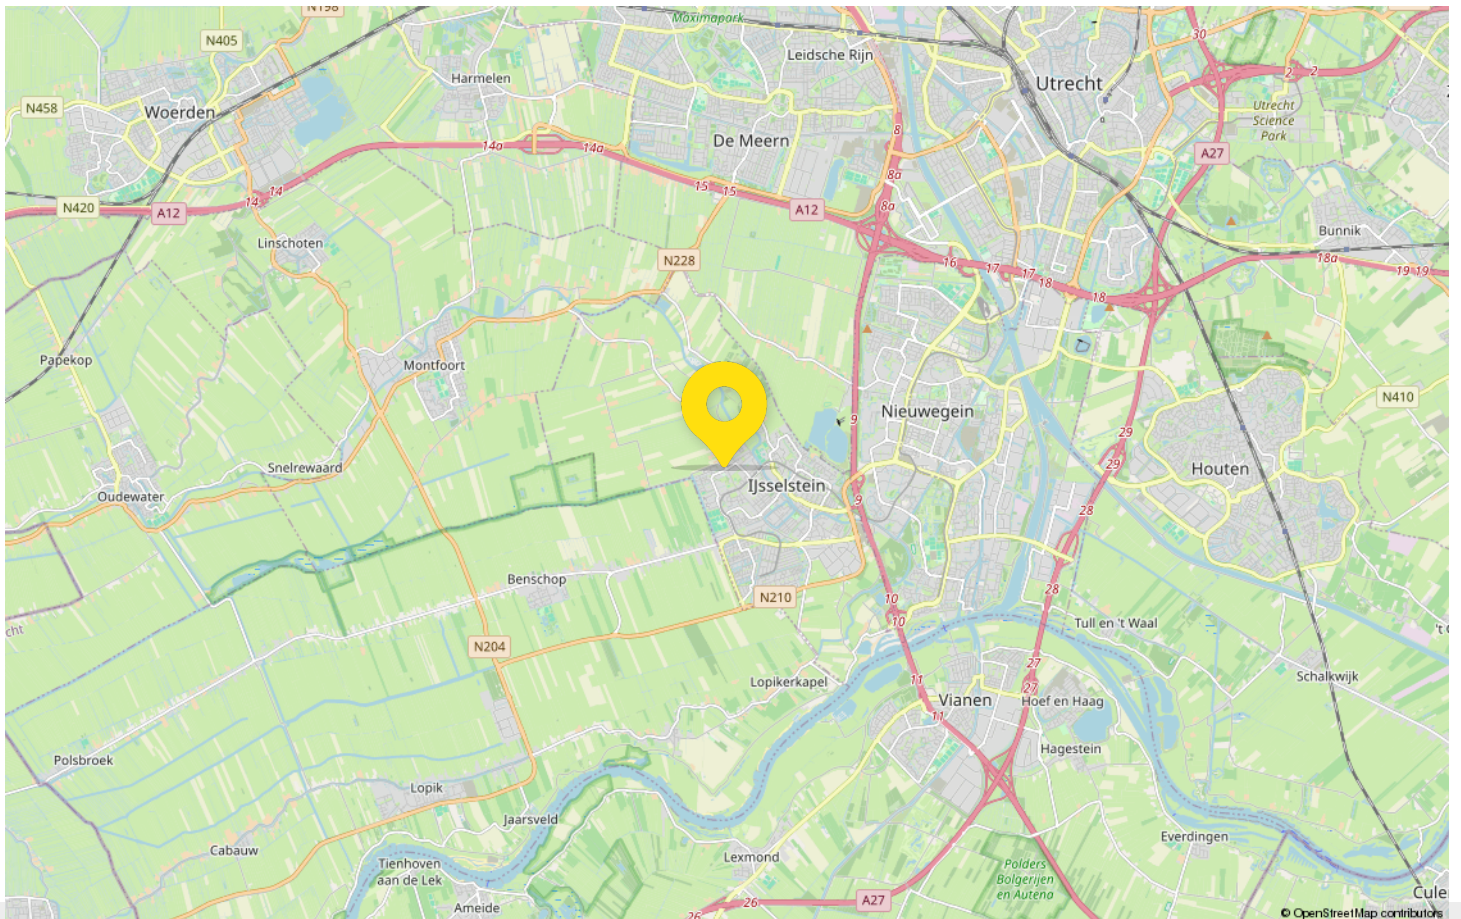 N198
Maximapark
30
N405
Leidsche Rijn
Harmelen
Utrecht
2
2
N458
Woerden
Utrecht
Science
Park
8
De Meern
14a
14a
A27
8a
15
15
14
14
N420
A12
A12
8a
Bunnik
Linschoten
N228
16
17
17
18
18
18a
19
19
Papekop
Montfoort
N410
Nieuwegein
9
29
29
Snelrewaard
Houten
IJsselstein
Oudewater
9
28
Benschop
28
N210
10
10
Tull en 't Waal
cht
't
N204
27
27
Schalkwijk
11
Lopikerkapel
Vianen
Hoef en Haag
11
Hagestein
Polsbroek
Lopik
Jaarsveld
Everdingen
Cabauw
Lexmond
Tienhoven
aan de Lek
Polders
Bolgerijen
en Autena
Cule
26
26
A27
Ameide
© OpenStreetMap contributors